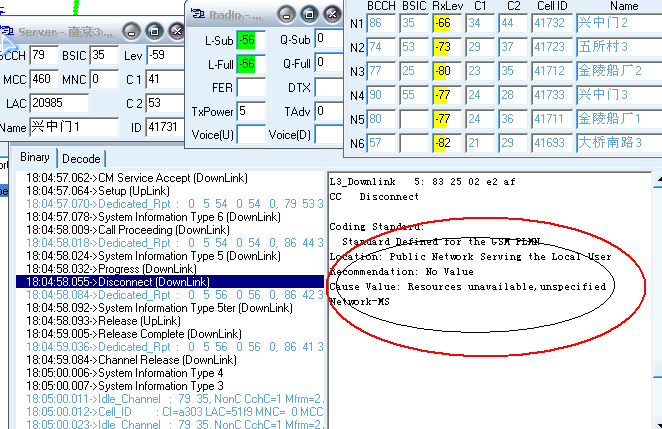 Server - 南京3
BCCH 79 BSIC 35 Lev -59
MCC 460 MNC 0 C 1 41
LAC 20985 C 2 53
Name 兴中门1 ID 41731
Radio -
L-Sub -56 Q-Sub 0
L-Full -56 Q-Full 0
FER DTX
TxPower 5 TAdv 0
Voice(U) Voice(D)
BCCH BSIC RxLev C1 C2 Cell ID Name
N1 86 35 -66 34 44 41732 兴中门2
N2 74 53 -73 29 37 41723 五所村3
N3 77 25 -80 23 35 41712 金陵船厂2
N4 90 55 -77 24 28 41733 兴中门3
N5 80 -77 24 36 41711 金陵船厂1
N6 57 -82 21 29 41693 大桥南路3
Binary Decode
18:04:57.062->CM Service Accept (DownLink)
18:04:57.064->Setup (UpLink)
18:04:57.070->Dedicated_Rpt : 0 5 54 0 54 0, 79 53 3
18:04:57.078->System Information Type 6 (DownLink)
18:04:58.009->Call Proceeding (DownLink)
18:04:58.018->Dedicated_Rpt : 0 5 54 0 54 0, 86 44 3
18:04:58.024->System Information Type 5 (DownLink)
18:04:58.032->Progress (DownLink)
18:04:58.055->Disconnect (DownLink)
18:04:58.084->Dedicated_Rpt : 0 5 56 0 56 0, 86 42 3
18:04:58.092->System Information Type 5ter (DownLink)
18:04:58.093->Release (UpLink)
18:04:59.005->Release Complete (DownLink)
18:04:59.036->Dedicated_Rpt : 0 5 56 0 56 0, 86 41 3
18:04:59.084->Channel Release (DownLink)
18:05:00.006->System Information Type 4
18:05:00.007->System Information Type 3
18:05:00.011->Idle_Channel : 79 35, NonC CchC=1 Mfrm=2,
18:05:00.012->Cell_ID : CI=a303 LAC=51f9 MNC= 0 MCC
18:05:00.023->Idle_Channel : 79 35, NonC CchC=1 Mfrm=2
L3_Downlink 5: 83 25 02 e2 af
CC Disconnect
Coding Standard:
Standard Defined for the GSM PLMN
Location: Public Network Serving the Local User
Recommendation: No Value
Cause Value: Resources unavailable,unspecified
Network-MS